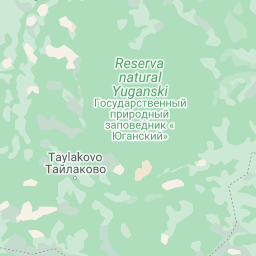 Reserva
natural
Yuganski
Государственный
природный
заповедник «
Юганский»
Taylakovo
Тайлаково